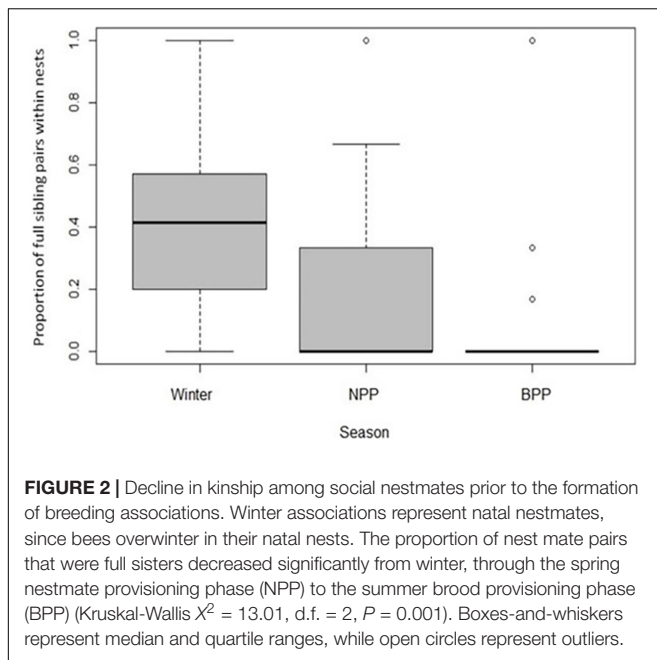 1.0
0.8
0.6
0.4
0.2
0.0
Proportion of full sibling pairs within nests
Winter NPP BPP
Season
FIGURE 2 | Decline in kinship among social nestmates prior to the formation
of breeding associations. Winter associations represent natal nestmates,
since bees overwinter in their natal nests. The proportion of nest mate pairs
that were full sisters decreased significantly from winter, through the spring
nestmate provisioning phase (NPP) to the summer brood provisioning phase
(BPP) (Kruskal-Wallis X² = 13.01, d.f. = 2, P = 0.001). Boxes-and-whiskers
represent median and quartile ranges, while open circles represent outliers.